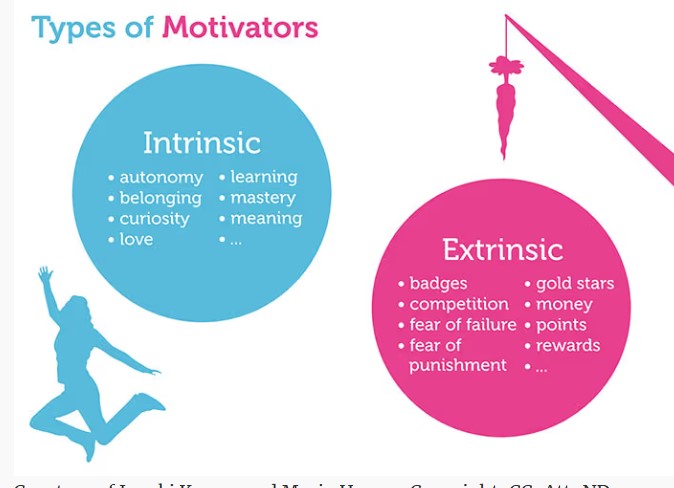 Types of Motivators
Intrinsic
• autonomy
• belonging
• curiosity
• love
• learning
• mastery
• meaning
• ...
Extrinsic
• badges
• competition
• fear of failure
• fear of
punishment
• gold stars
• money
• points
• rewards
• ...